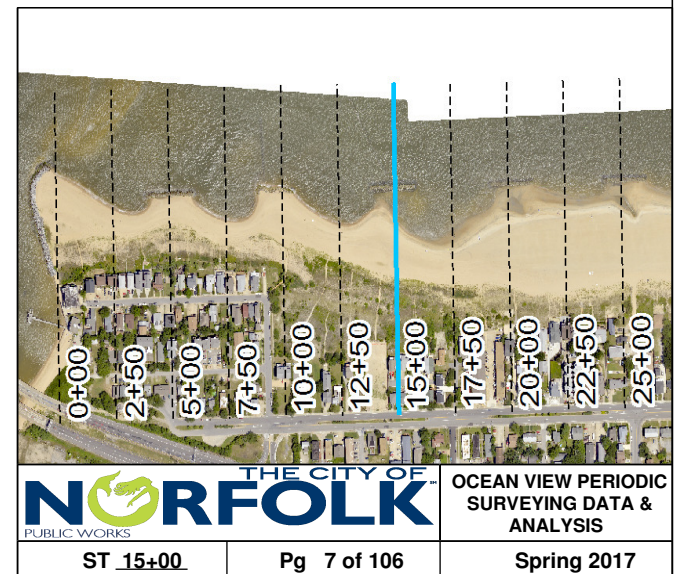 0+00
2+50
5+00
7+50
10+00
12+50
15+00
17+50
20+00
22+50
25+00
THE CITY OF
NORFOLK
PUBLIC WORKS
OCEAN VIEW PERIODIC
SURVEYING DATA &
ANALYSIS
ST 15+00
Pg 7 of 106
Spring 2017